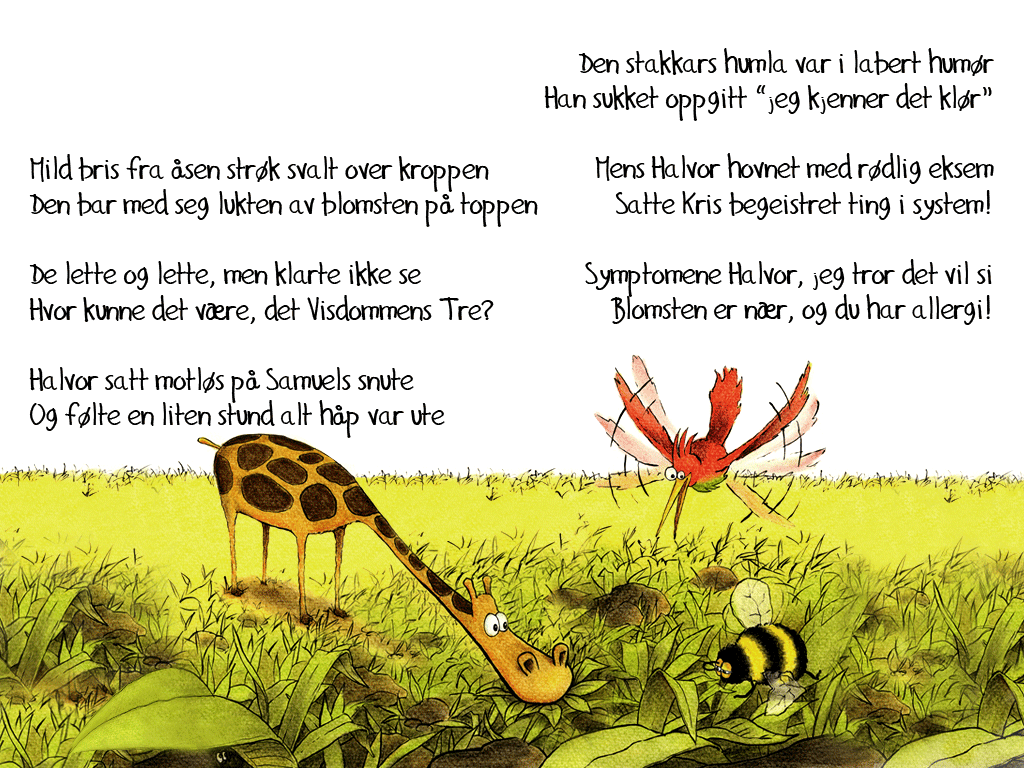 Mild bris fra åsen strøk svalt over kroppen
Den bar med seg lukten av blomsten på toppen
De lette og lette, men klarte ikke se
Hvor kunne det være, det Visdommens Tre?
Halvor satt motløs på Samuels snute
Og følte en liten stund alt håp var ute
Den stakkars humla var i labert humør
Han sukket oppgitt “jeg kjenner det klør”
Mens Halvor hovnet med rødlig eksem
Satte Kris begeistret ting i system!
Symptomene Halvor, jeg tror det vil si
Blomsten er nær, og du har allergi!